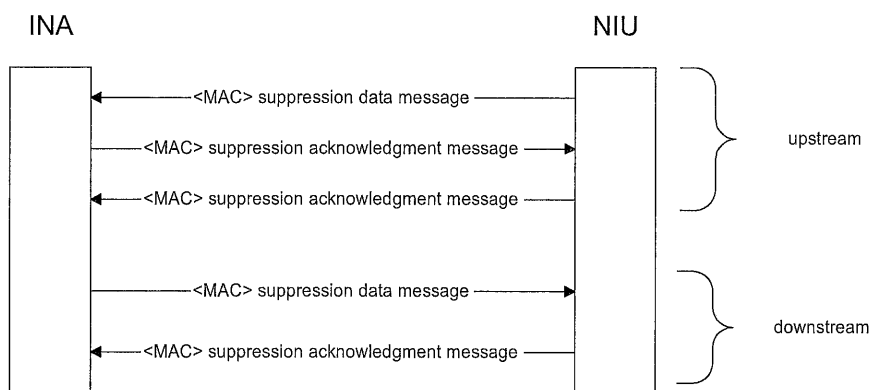 INA
NIU
<MAC> suppression data message
<MAC> suppression acknowledgment message
<MAC> suppression acknowledgment message
upstream
<MAC> suppression data message
<MAC> suppression acknowledgment message
downstream